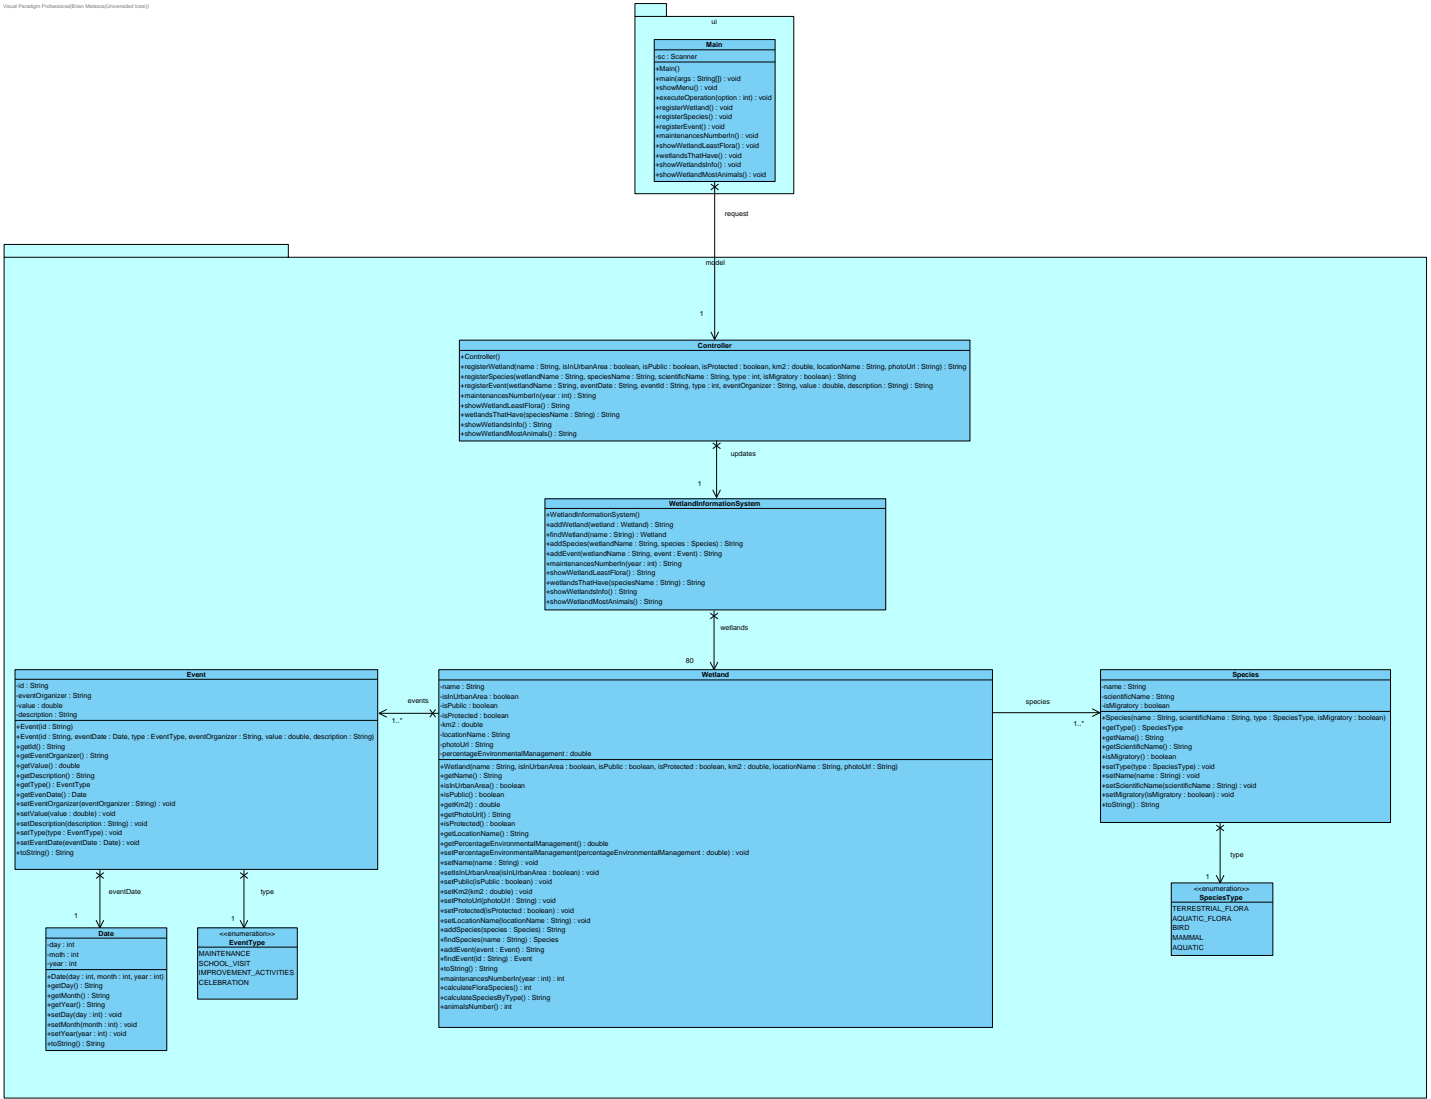 Visual Paradigm Professional(Brian Matasca(Universidad Icesi))
ui
Main
-sc : Scanner
+Main()
+main(args : String[]) : void
+showMenu() : void
+executeOperation(option : int) : void
+registerWetland() : void
+registerSpecies() : void
+registerEvent() : void
+maintenancesNumberIn() : void
+showWetlandLeastFlora() : void
+wetlandsThatHave() : void
+showWetlandsInfo() : void
+showWetlandMostAnimals() : void
request
model
1
Controller
+Controller()
+registerWetland(name : String, isInUrbanArea : boolean, isPublic : boolean, isProtected : boolean, km2 : double, locationName : String, photoUrl : String) : String
+registerSpecies(wetlandName : String, speciesName : String, scientificName : String, type : int, isMigratory : boolean) : String
+registerEvent(wetlandName : String, eventDate : String, eventId : String, type : int, eventOrganizer : String, value : double, description : String) : String
+maintenancesNumberIn(year : int) : String
+showWetlandLeastFlora() : String
+wetlandsThatHave(speciesName : String) : String
+showWetlandsInfo() : String
+showWetlandMostAnimals() : String
updates
1
WetlandInformationSystem
+WetlandInformationSystem()
+addWetland(wetland : Wetland) : String
+findWetland(name : String) : Wetland
+addSpecies(wetlandName : String, species : Species) : String
+addEvent(wetlandName : String, event : Event) : String
+maintenancesNumberIn(year : int) : String
+showWetlandLeastFlora() : String
+wetlandsThatHave(speciesName : String) : String
+showWetlandsInfo() : String
+showWetlandMostAnimals() : String
wetlands
80
Event
-id : String
-eventOrganizer : String
-value : double
-description : String
+Event(id : String)
+Event(id : String, eventDate : Date, type : EventType, eventOrganizer : String, value : double, description : String)
+getId() : String
+getEventOrganizer() : String
+getValue() : double
+getDescription() : String
+getType() : EventType
+getEvenDate() : Date
+setEventOrganizer(eventOrganizer : String) : void
+setValue(value : double) : void
+setDescription(description : String) : void
+setType(type : EventType) : void
+setEventDate(eventDate : Date) : void
+toString() : String
events
1..*
Wetland
-name : String
-isInUrbanArea : boolean
-isPublic : boolean
-isProtected : boolean
-km2 : double
-locationName : String
-photoUrl : String
-percentageEnvironmentalManagement : double
+Wetland(name : String, isInUrbanArea : boolean, isPublic : boolean, isProtected : boolean, km2 : double, locationName : String, photoUrl : String)
+getName() : String
+isInUrbanArea() : boolean
+isPublic() : boolean
+getKm2() : double
+getPhotoUrl() : String
+isProtected() : boolean
+getLocationName() : String
+getPercentageEnvironmentalManagement() : double
+setPercentageEnvironmentalManagement(percentageEnvironmentalManagement : double) : void
+setName(name : String) : void
+setIsInUrbanArea(isInUrbanArea : boolean) : void
+setPublic(isPublic : boolean) : void
+setKm2(km2 : double) : void
+setPhotoUrl(photoUrl : String) : void
+setProtected(isProtected : boolean) : void
+setLocationName(locationName : String) : void
+addSpecies(species : Species) : String
+findSpecies(name : String) : Species
+addEvent(event : Event) : String
+findEvent(id : String) : Event
+toString() : String
+maintenancesNumberIn(year : int) : int
+calculateFloraSpecies() : int
+calculateSpeciesByType() : String
+animalsNumber() : int
species
1..*
Species
-name : String
-scientificName : String
-isMigratory : boolean
+Species(name : String, scientificName : String, type : SpeciesType, isMigratory : boolean)
+getType() : SpeciesType
+getName() : String
+getScientificName() : String
+isMigratory() : boolean
+setType(type : SpeciesType) : void
+setName(name : String) : void
+setScientificName(scientificName : String) : void
+setMigratory(isMigratory : boolean) : void
+toString() : String
type
1
<<enumeration>>
SpeciesType
TERRESTRIAL_FLORA
AQUATIC_FLORA
BIRD
MAMMAL
AQUATIC
eventDate
1
Date
-day : int
-moth : int
-year : int
+Date(day : int, month : int, year : int)
+getDay() : String
+getMonth() : String
+getYear() : String
+setDay(day : int) : void
+setMonth(month : int) : void
+setYear(year : int) : void
+toString() : String
type
1
<<enumeration>>
EventType
MAINTENANCE
SCHOOL_VISIT
IMPROVEMENT_ACTIVITIES
CELEBRATION